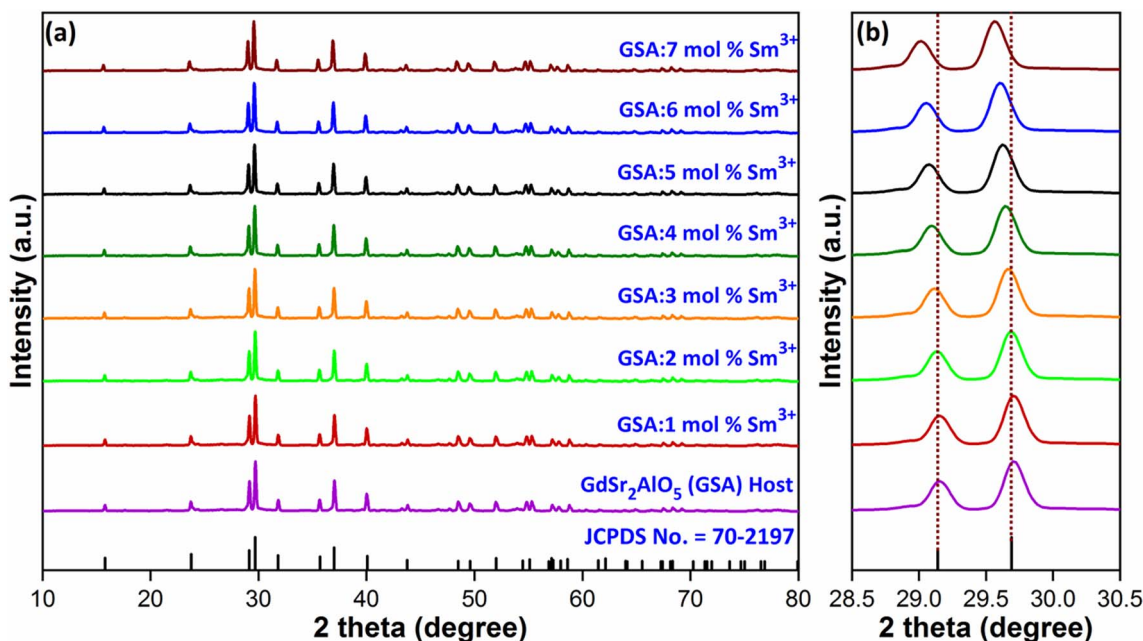 (a)
GSA:7 mol % Sm³⁺
GSA:6 mol % Sm³⁺
GSA:5 mol % Sm³⁺
GSA:4 mol % Sm³⁺
GSA:3 mol % Sm³⁺
GSA:2 mol % Sm³⁺
GSA:1 mol % Sm³⁺
GdSr₂AlO₅ (GSA) Host
JCPDS No. = 70-2197
Intensity (a.u.)
10 20 30 40 50 60 70 80
2 theta (degree)
(b)
Intensity (a.u.)
28.5 29.0 29.5 30.0 30.5
2 theta (degree)